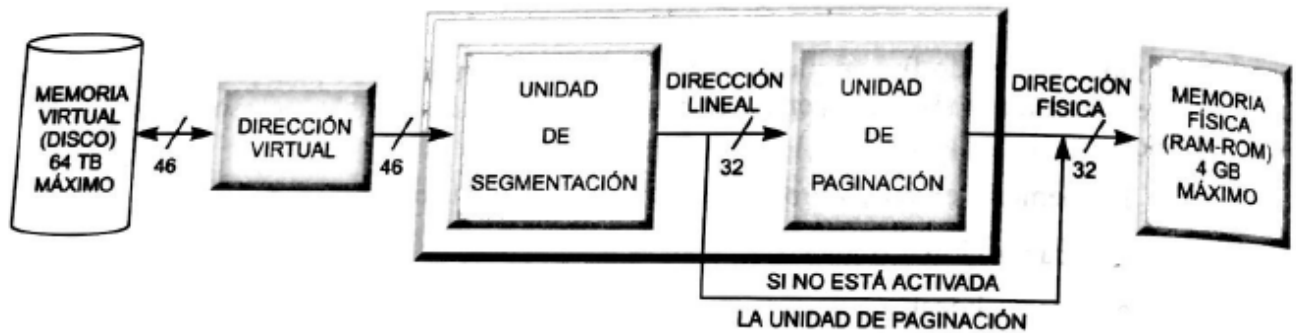 MEMORIA
VIRTUAL
(DISCO)
64 TB
MÁXIMO
46
DIRECCIÓN
VIRTUAL
46
UNIDAD
DE
SEGMENTACIÓN
DIRECCIÓN
LINEAL
32
UNIDAD
DE
PAGINACIÓN
DIRECCIÓN
FÍSICA
32
MEMORIA
FÍSICA
(RAM-ROM)
4 GB
MÁXIMO
SI NO ESTÁ ACTIVADA
LA UNIDAD DE PAGINACIÓN